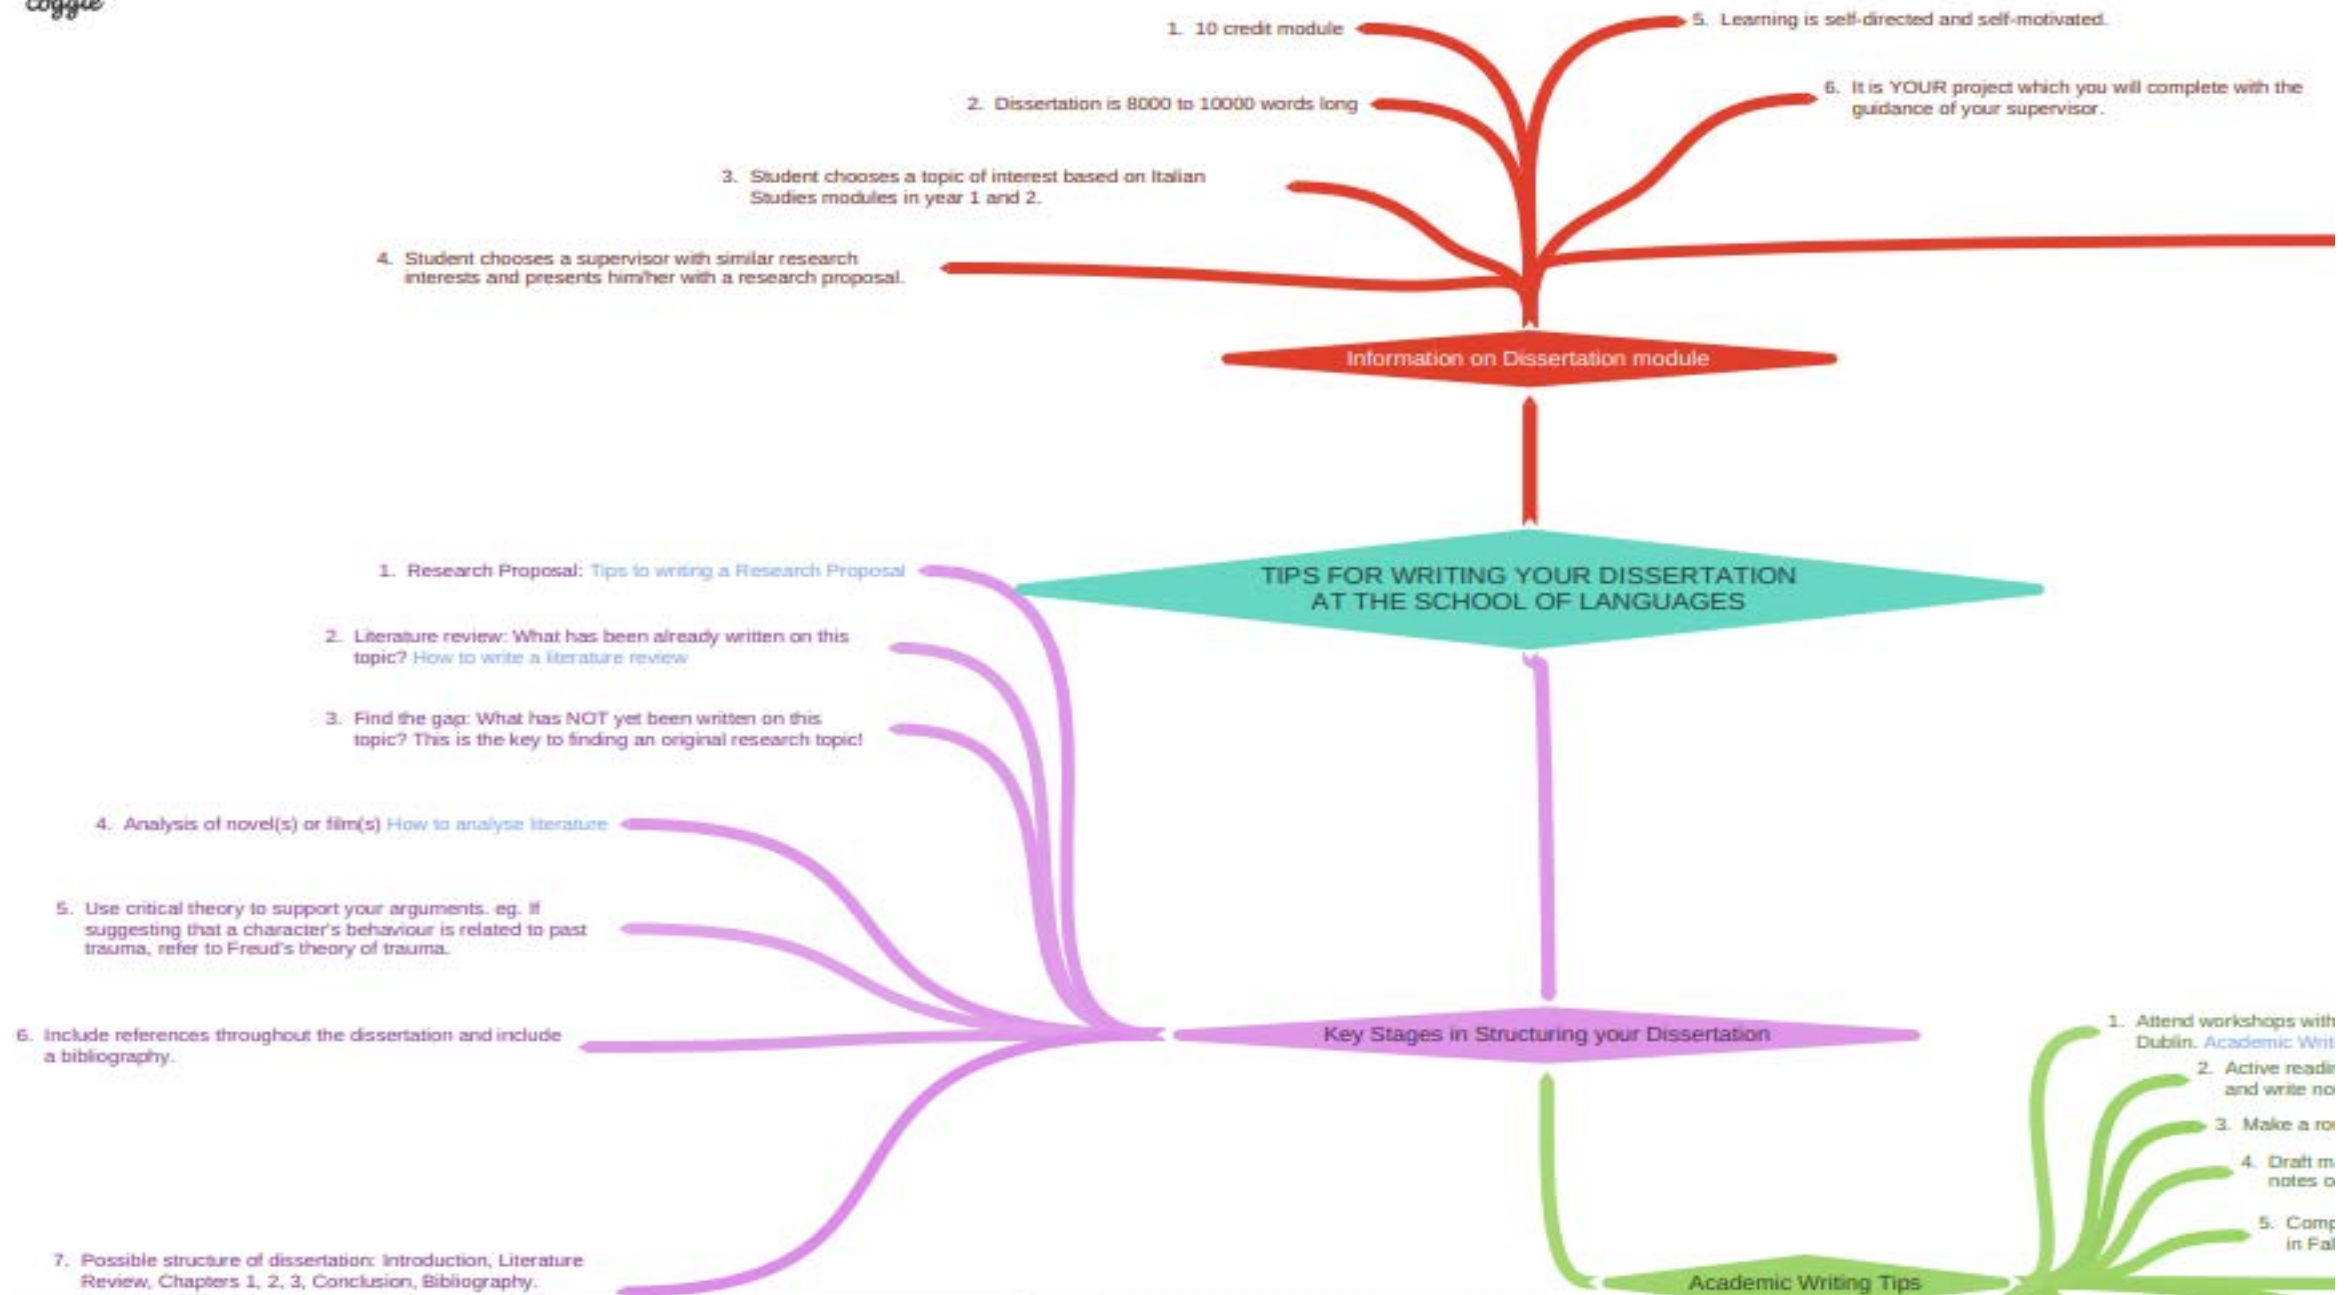 coggle
1. 10 credit module
2. Dissertation is 8000 to 10000 words long
3. Student chooses a topic of interest based on Italian
Studies modules in year 1 and 2.
4. Student chooses a supervisor with similar research
interests and presents him/her with a research proposal.
5. Learning is self-directed and self-motivated.
6. It is YOUR project which you will complete with the
guidance of your supervisor.
Information on Dissertation module
TIPS FOR WRITING YOUR DISSERTATION
AT THE SCHOOL OF LANGUAGES
1. Research Proposal: Tips to writing a Research Proposal
2. Literature review: What has been already written on this
topic? How to write a literature review
3. Find the gap: What has NOT yet been written on this
topic? This is the key to finding an original research topic!
4. Analysis of novel(s) or film(s) How to analyse literature
5. Use critical theory to support your arguments. eg. If
suggesting that a character's behaviour is related to past
trauma, refer to Freud's theory of trauma.
6. Include references throughout the dissertation and include
a bibliography.
7. Possible structure of dissertation: Introduction, Literature
Review, Chapters 1, 2, 3, Conclusion, Bibliography.
Key Stages in Structuring your Dissertation
1. Attend workshops with
Dublin. Academic Writ
2. Active readi
and write no
3. Make a ro
4. Draft m
notes o
5. Comp
in Fal
Academic Writing Tips